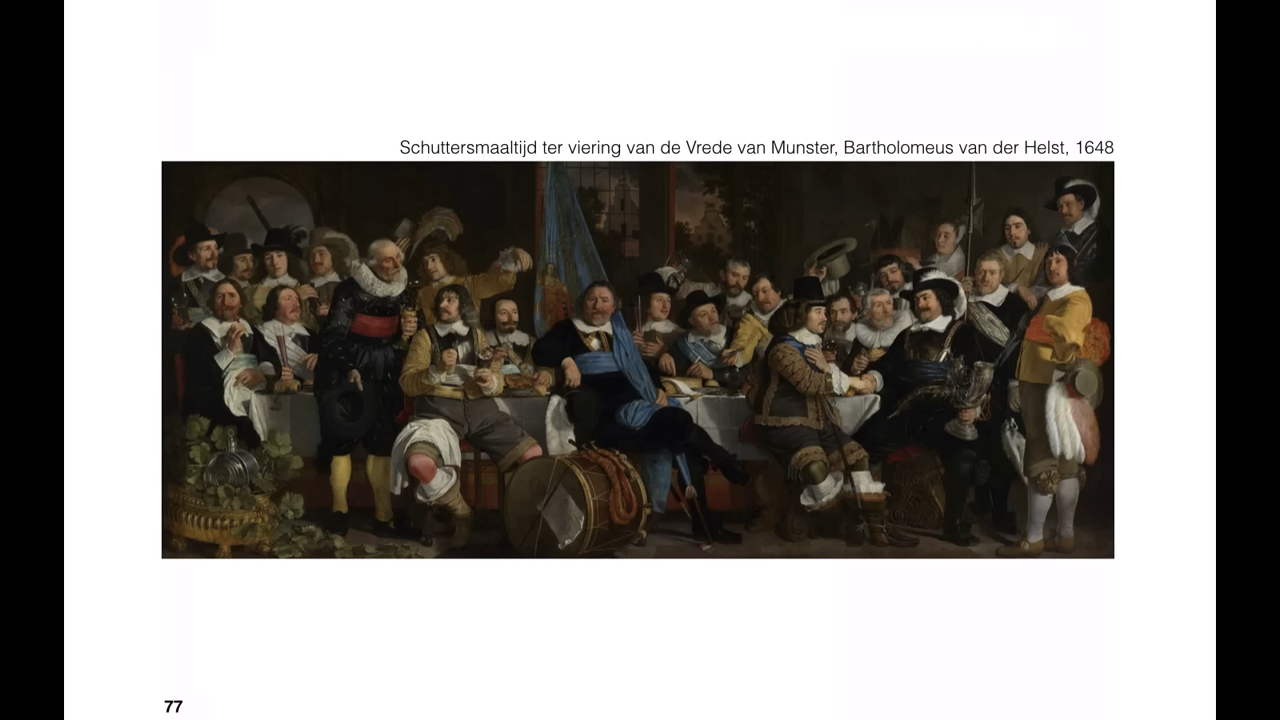 Schuttersmaaltijd ter viering van de Vrede van Munster, Bartholomeus van der Helst, 1648
77